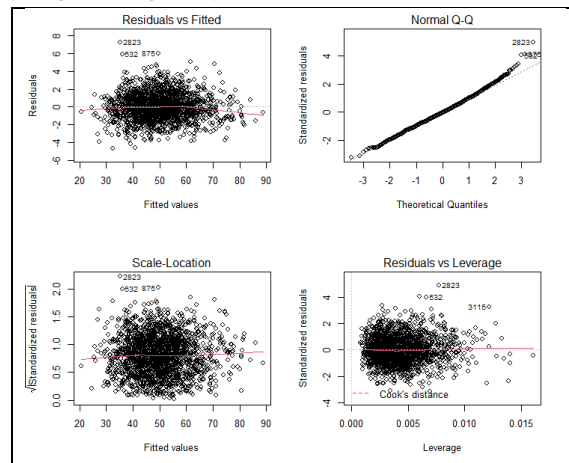 Residuals vs Fitted
Residuals
8
6
4
2
0
-2
-4
-6
2823
532
875
20 30 40 50 60 70 80 90
Fitted values
Normal Q-Q
Standardized residuals
4
2
0
-2
2823
-3 -2 -1 0 1 2 3
Theoretical Quantiles
Scale-Location
√|Standardized residuals|
2.0
1.5
1.0
0.5
0.0
2823
532
875
20 30 40 50 60 70 80 90
Fitted values
Residuals vs Leverage
Standardized residuals
4
2
0
-2
-4
2823
532
3115
Cook's distance
0.000 0.005 0.010 0.015
Leverage